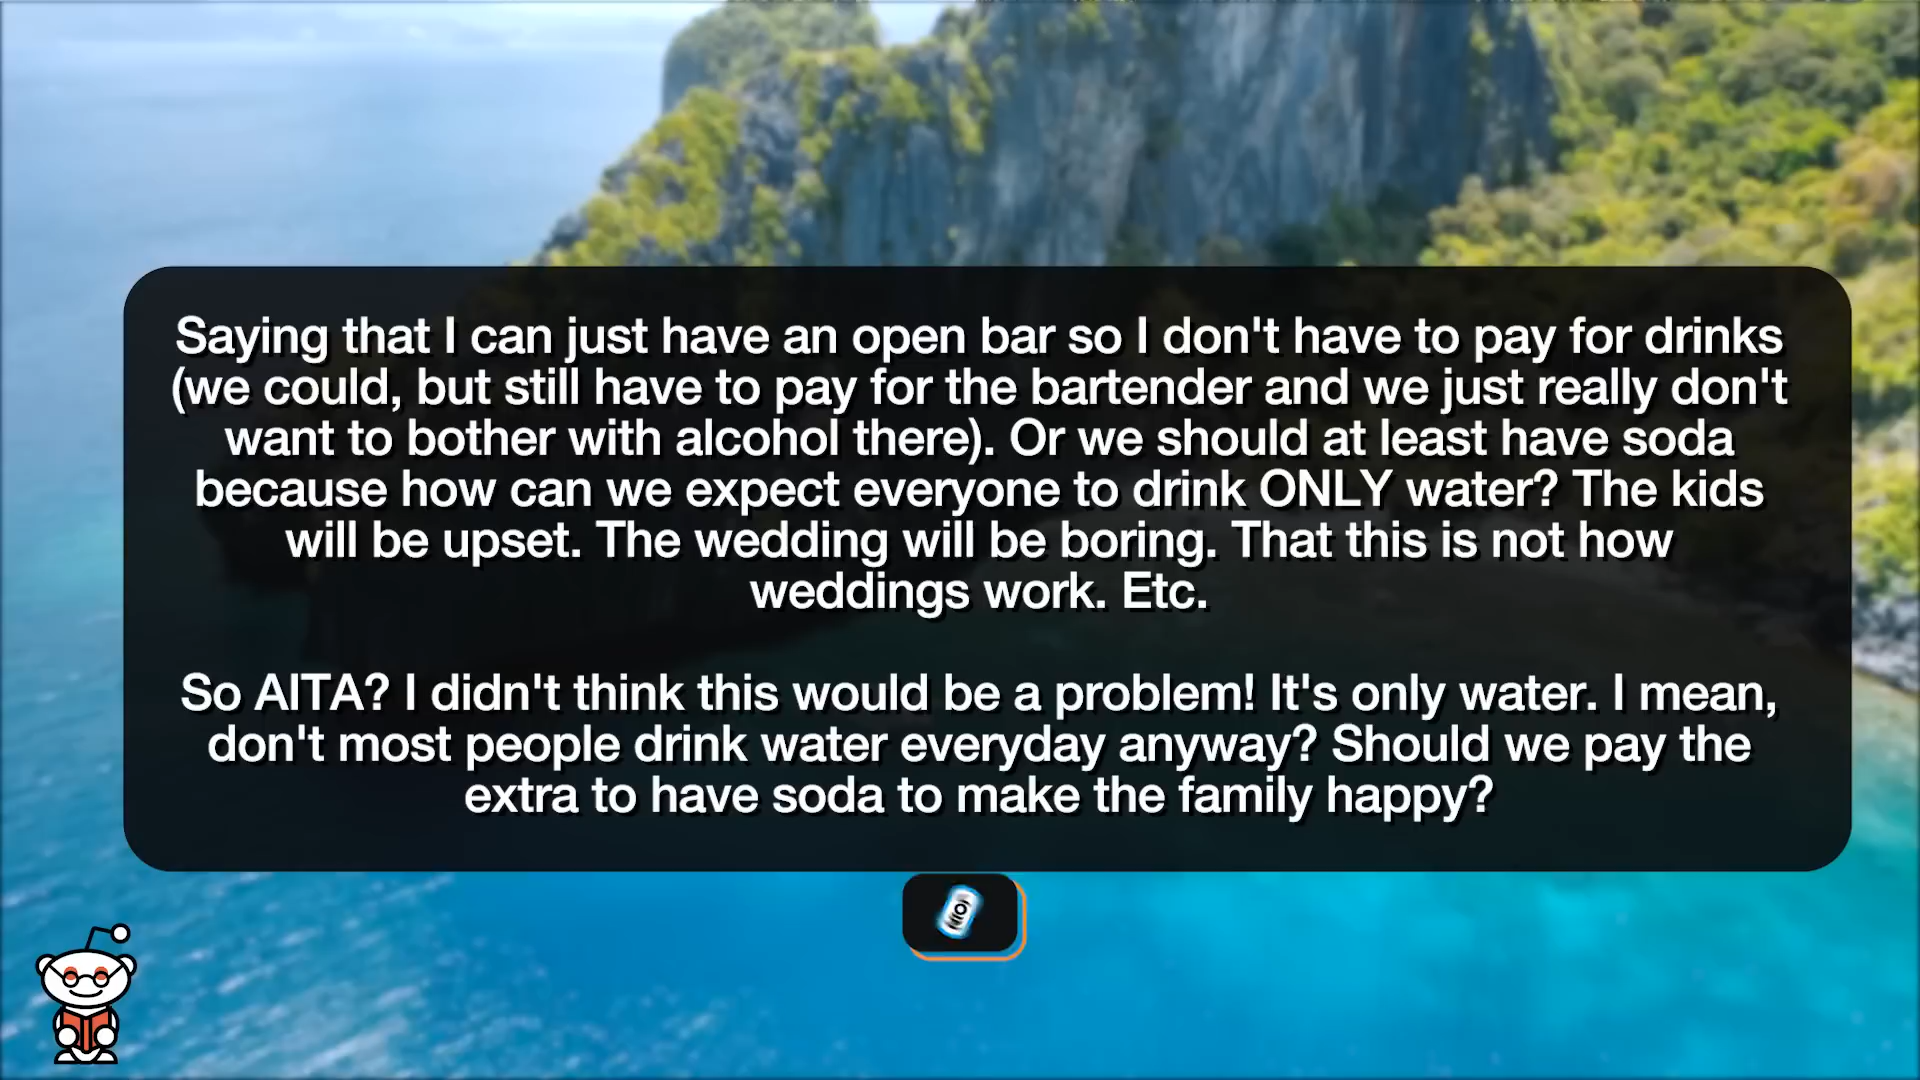 Saying that I can just have an open bar so I don't have to pay for drinks
(we could, but still have to pay for the bartender and we just really don't
want to bother with alcohol there). Or we should at least have soda
because how can we expect everyone to drink ONLY water? The kids
will be upset. The wedding will be boring. That this is not how
weddings work. Etc.
So AITA? I didn't think this would be a problem! It's only water. I mean,
don't most people drink water everyday anyway? Should we pay the
extra to have soda to make the family happy?